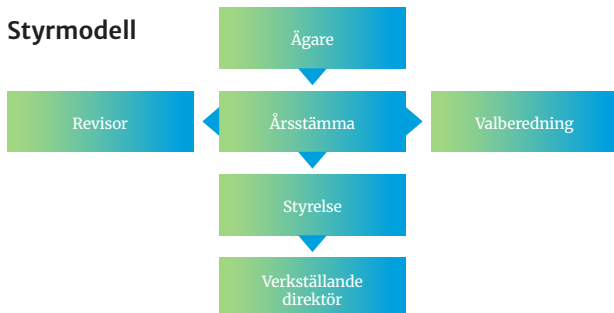 Styrmodell
Ägare
Revisor
Årsstämma
Valberedning
Styrelse
Verkställande
direktör